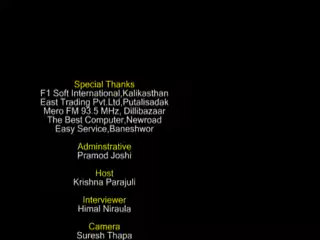 Special Thanks
F1 Soft International,Kalikasthan
East Trading Pvt.Ltd,Putalisadak
Mero FM 93.5 MHz, Dillibazaar
The Best Computer,Newroad
Easy Service,Baneshwor
Adminstrative
Pramod Joshi
Host
Krishna Parajuli
Interviewer
Himal Niraula
Camera
Suresh Thapa